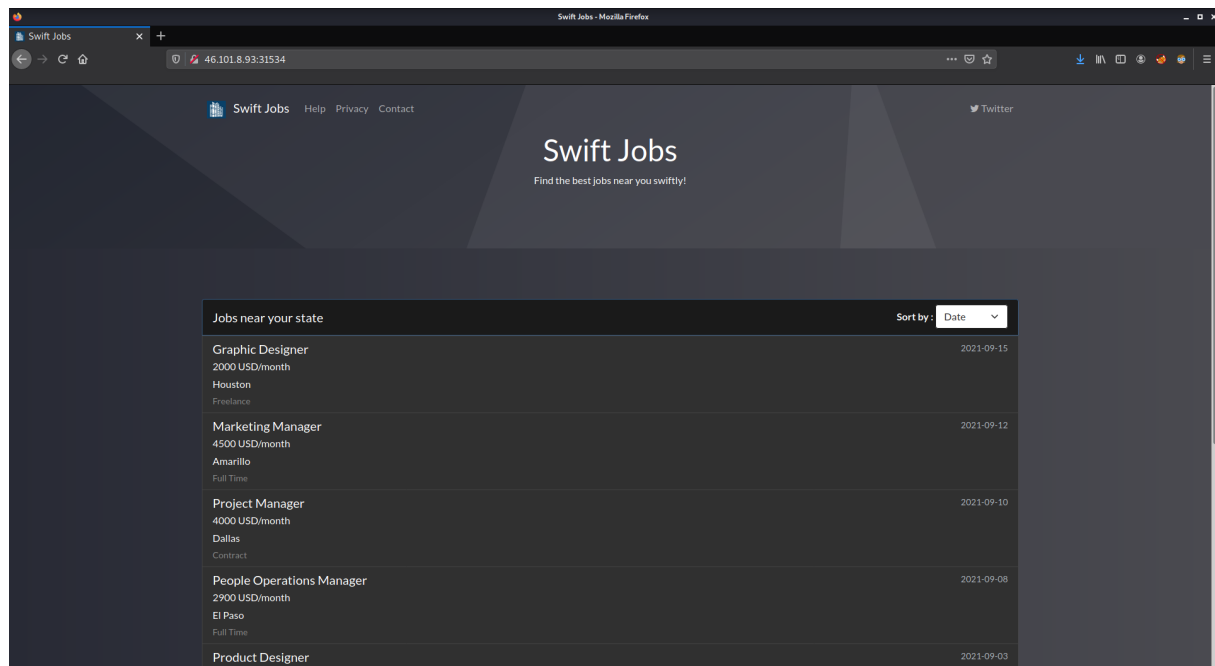 Swift Jobs - Mozilla Firefox
Swift Jobs
46.101.8.93:31534
Swift Jobs Help Privacy Contact Twitter
Swift Jobs
Find the best jobs near you swiftly!
Jobs near your state Sort by : Date
Graphic Designer 2021-09-15
2000 USD/month
Houston
Freelance
Marketing Manager 2021-09-12
4500 USD/month
Amarillo
Full Time
Project Manager 2021-09-10
4000 USD/month
Dallas
Contract
People Operations Manager 2021-09-08
2900 USD/month
El Paso
Full Time
Product Designer 2021-09-03